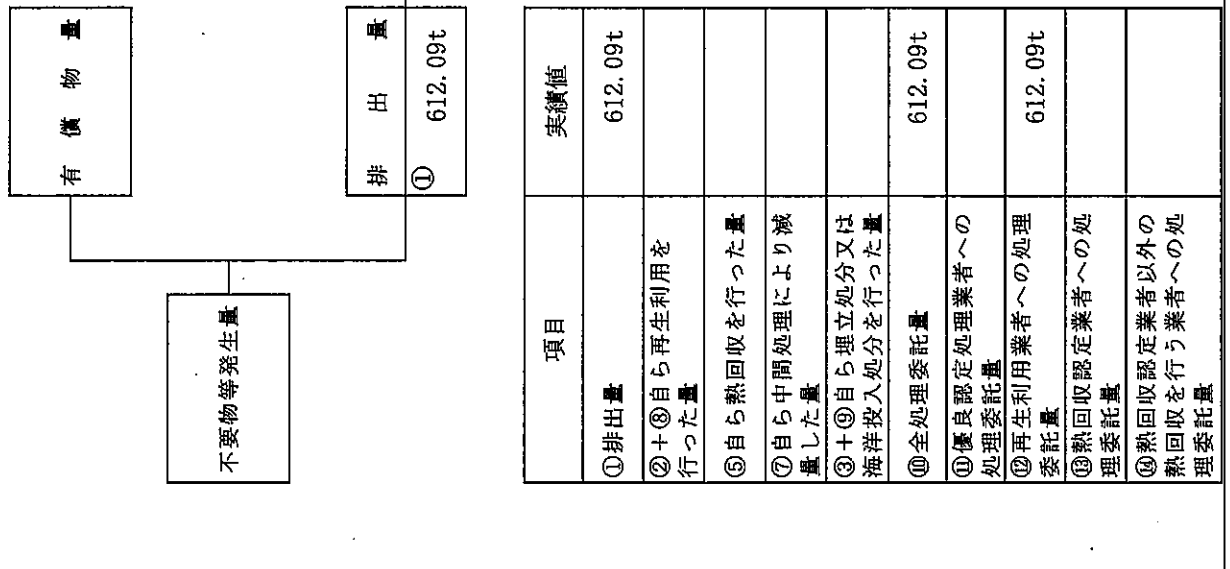 有償物量
不要物等発生量
排出量
① 612.09t
項目 実績値
①排出量 612.09t
②+⑧自ら再生利用を
行った量
⑤自ら熱回収を行った量
⑦自ら中間処理により減
量した量
③+⑨自ら埋立処分又は
海洋投入処分を行った量
⑩全処理委託量 612.09t
⑪優良認定処理業者への
処理委託量
⑫再生利用業者への処理
委託量 612.09t
⑬熱回収認定業者への処
理委託量
⑭熱回収認定業者以外の
熱回収を行う業者への処
理委託量